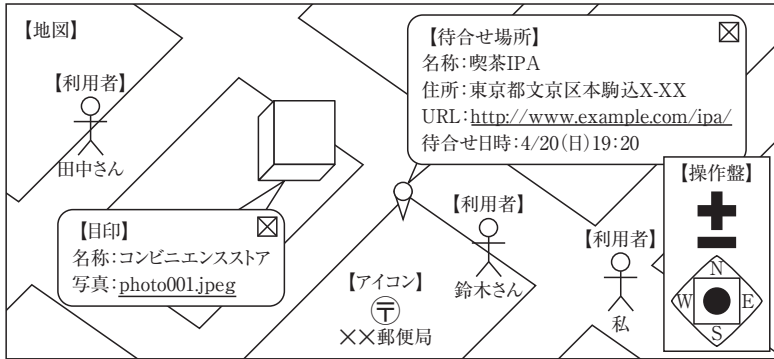 【地図】
【利用者】
田中さん
【待合せ場所】
名称：喫茶IPA
住所：東京都文京区本駒込X-XX
URL：http://www.example.com/ipa/
待合せ日時：4/20(日)19：20
【目印】
名称：コンビニエンスストア
写真：photo001.jpeg
【アイコン】
〒
××郵便局
【利用者】
鈴木さん
【利用者】
私
【操作盤】
N
W E
S